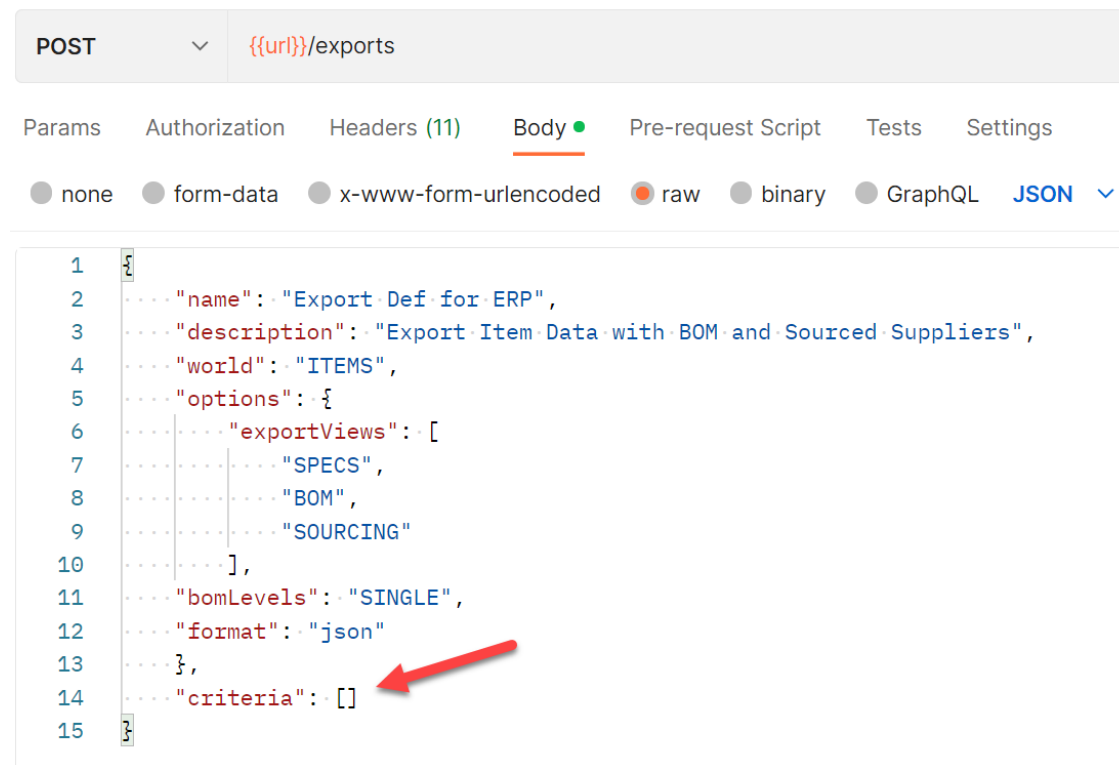 POST {{url}}/exports
Params Authorization Headers (11) Body Pre-request Script Tests Settings
none form-data x-www-form-urlencoded raw binary GraphQL JSON
1 {
2 "name": "Export Def for ERP",
3 "description": "Export Item Data with BOM and Sourced Suppliers",
4 "world": "ITEMS",
5 "options": {
6 "exportViews": [
7 "SPECS",
8 "BOM",
9 "SOURCING"
10 ],
11 "bomLevels": "SINGLE",
12 "format": "json"
13 },
14 "criteria": []
15 }